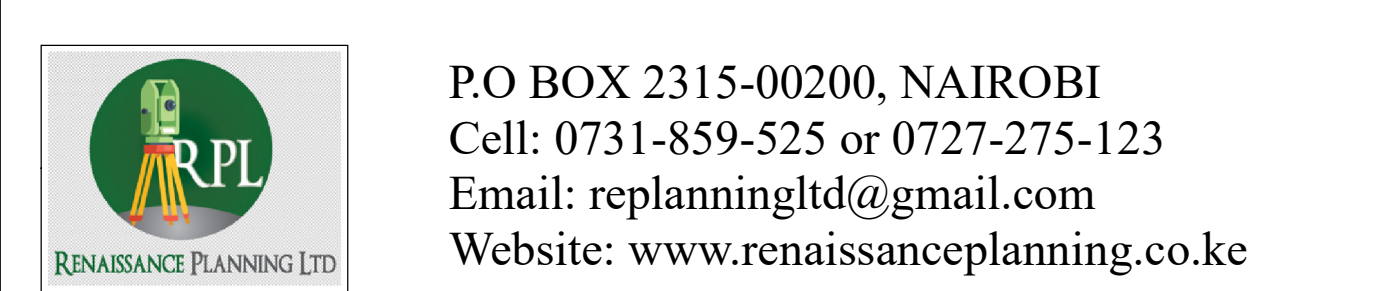 RPL
RENAISSANCE PLANNING LTD
P.O BOX 2315-00200, NAIROBI
Cell: 0731-859-525 or 0727-275-123
Email: replanningltd@gmail.com
Website: www.renaissanceplanning.co.ke